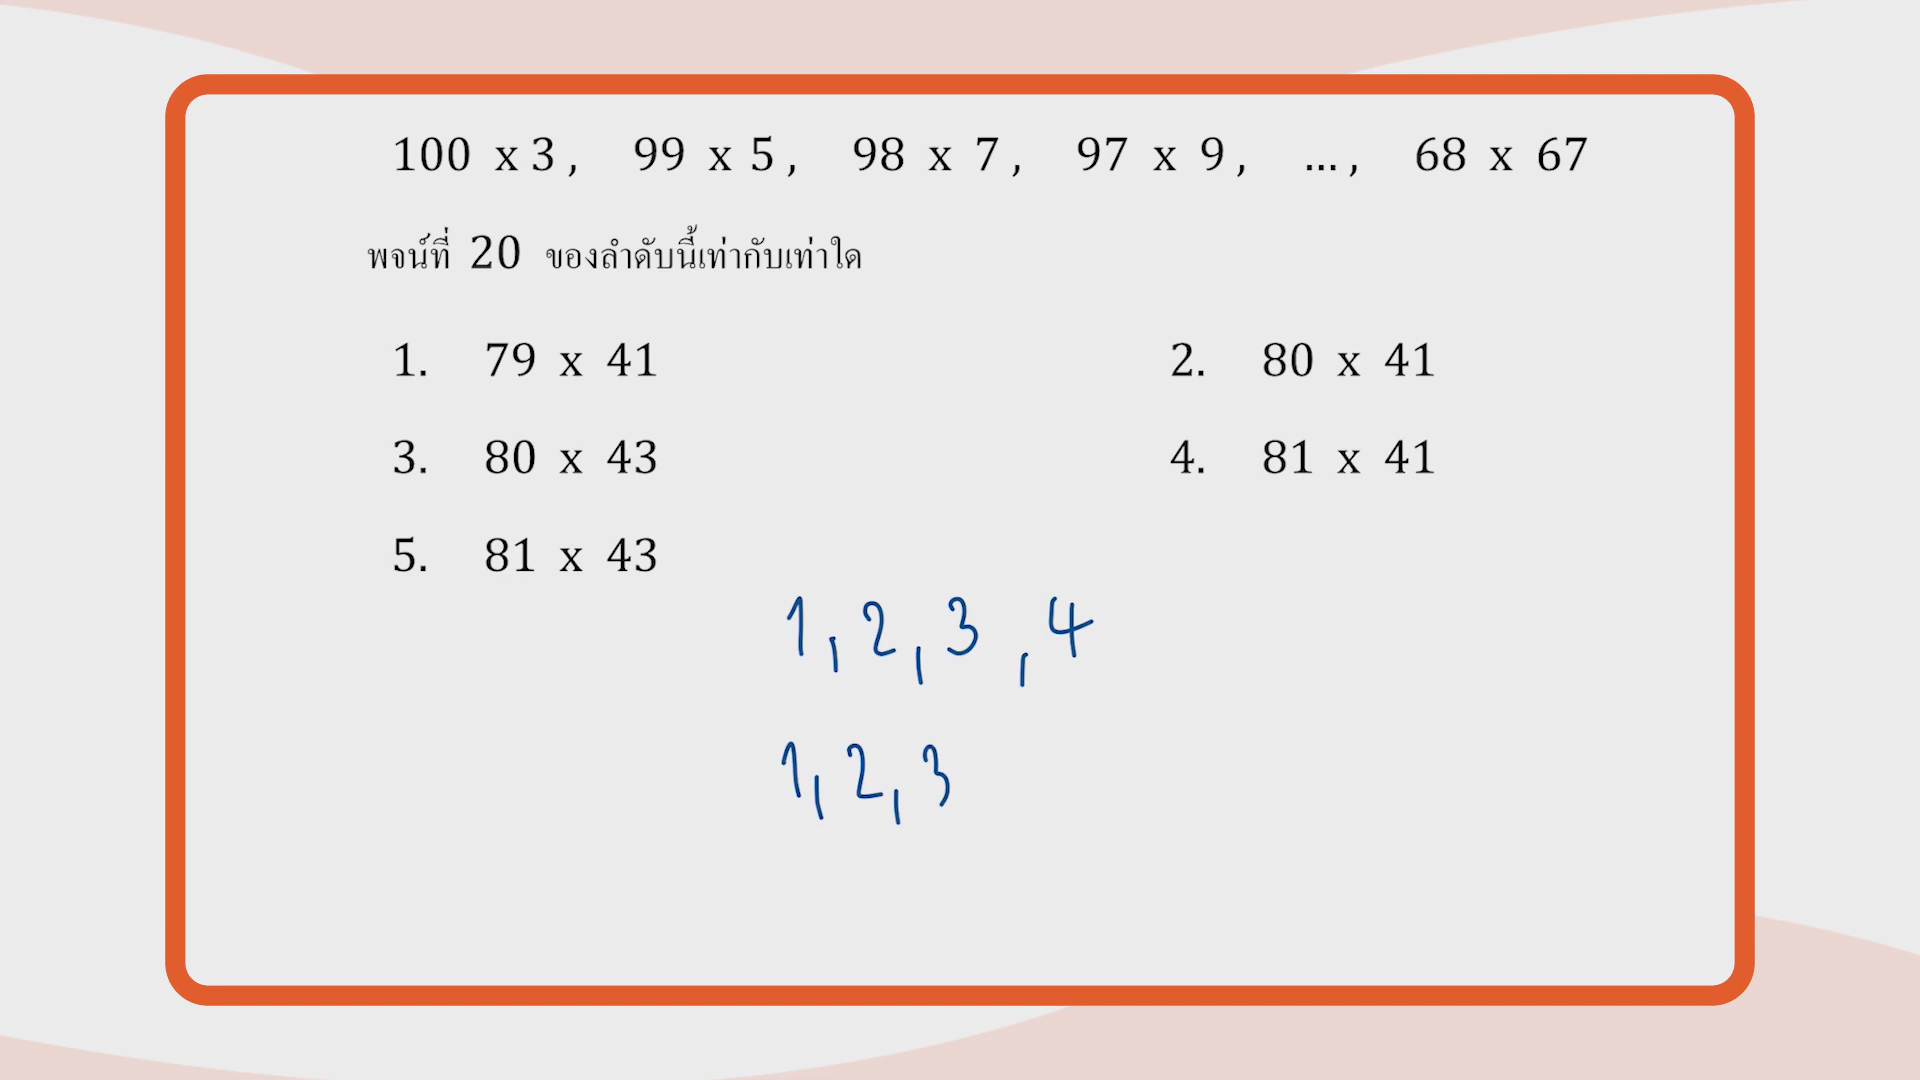 100 x 3 , 99 x 5 , 98 x 7 , 97 x 9 , ... , 68 x 67
พจน์ที่ 20 ของลำดับนี้เท่ากับเท่าใด
1. 79 x 41 2. 80 x 41
3. 80 x 43 4. 81 x 41
5. 81 x 43
1 , 2 , 3 , 4
1 , 2 , 3